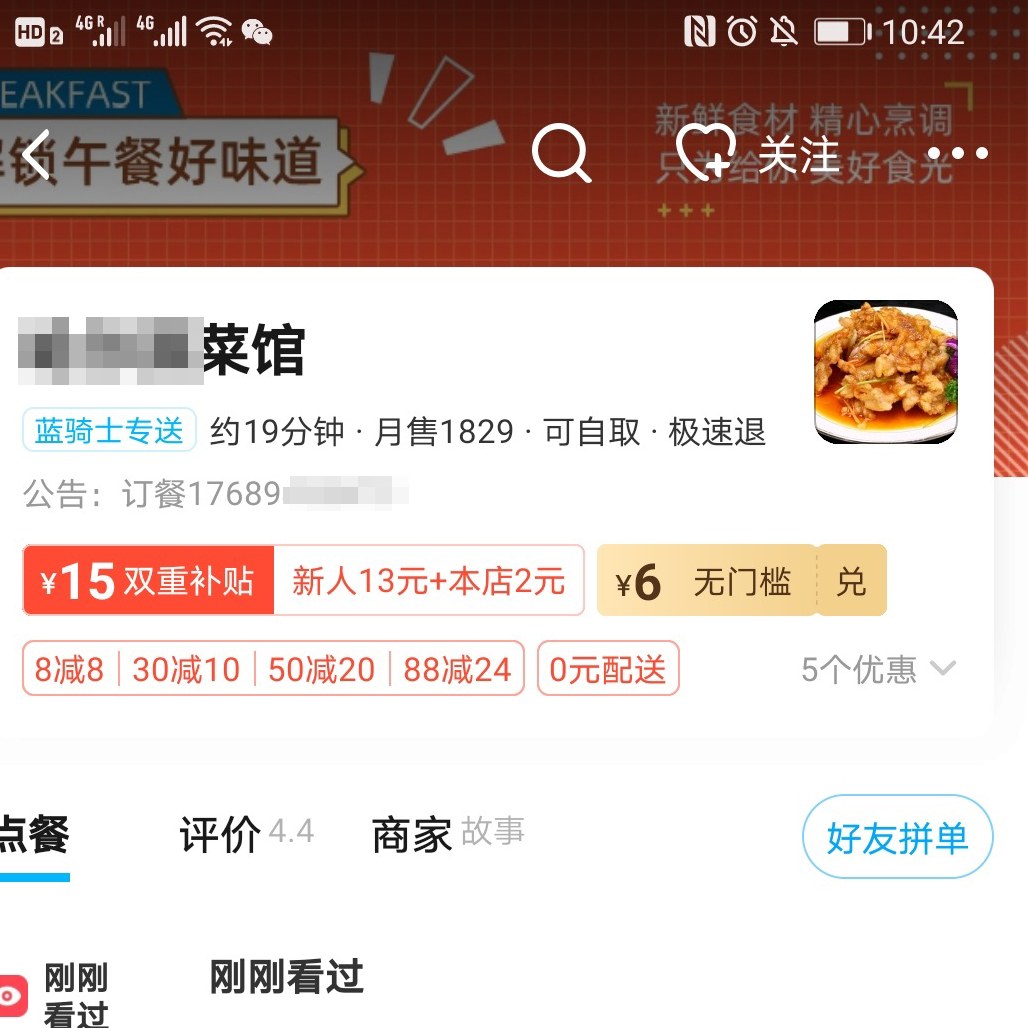 HD 2 4G R 4G 10:42
EAKFAST
锁午餐好味道
新鲜食材 精心烹调
只为给你 美好食光
关注
菜馆
蓝骑士专送 约19分钟 · 月售1829 · 可自取 · 极速退
公告：订餐17689
¥15 双重补贴 新人13元+本店2元 ¥6 无门槛 兑
8减8 30减10 50减20 88减24 0元配送 5个优惠
点餐 评价 4.4 商家 故事 好友拼单
刚刚看过 刚刚
看过